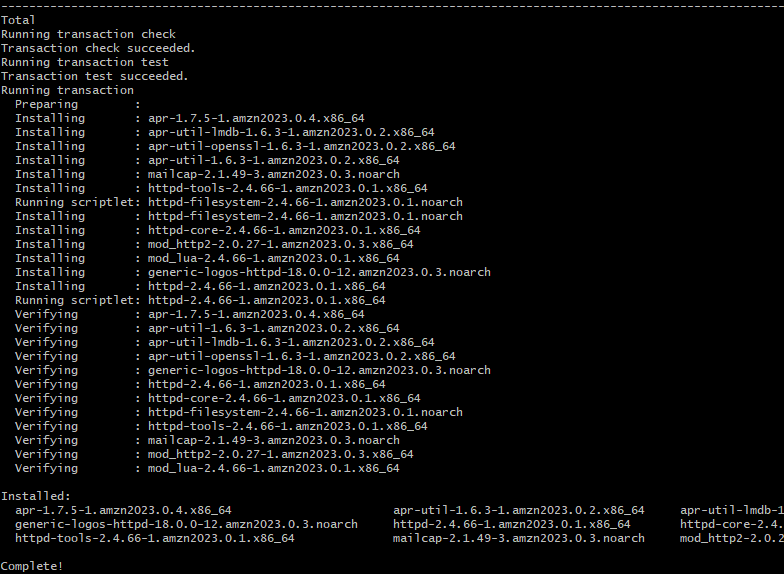 --------------------------------------------------------------------------------------------------------------
Total
Running transaction check
Transaction check succeeded.
Running transaction test
Transaction test succeeded.
Running transaction
  Preparing        :
  Installing       : apr-1.7.5-1.amzn2023.0.4.x86_64
  Installing       : apr-util-lmdb-1.6.3-1.amzn2023.0.2.x86_64
  Installing       : apr-util-openssl-1.6.3-1.amzn2023.0.2.x86_64
  Installing       : apr-util-1.6.3-1.amzn2023.0.2.x86_64
  Installing       : mailcap-2.1.49-3.amzn2023.0.3.noarch
  Installing       : httpd-tools-2.4.66-1.amzn2023.0.1.x86_64
  Running scriptlet: httpd-filesystem-2.4.66-1.amzn2023.0.1.noarch
  Installing       : httpd-filesystem-2.4.66-1.amzn2023.0.1.noarch
  Installing       : httpd-core-2.4.66-1.amzn2023.0.1.x86_64
  Installing       : mod_http2-2.0.27-1.amzn2023.0.3.x86_64
  Installing       : mod_lua-2.4.66-1.amzn2023.0.1.x86_64
  Installing       : generic-logos-httpd-18.0.0-12.amzn2023.0.3.noarch
  Installing       : httpd-2.4.66-1.amzn2023.0.1.x86_64
  Running scriptlet: httpd-2.4.66-1.amzn2023.0.1.x86_64
  Verifying        : apr-1.7.5-1.amzn2023.0.4.x86_64
  Verifying        : apr-util-1.6.3-1.amzn2023.0.2.x86_64
  Verifying        : apr-util-lmdb-1.6.3-1.amzn2023.0.2.x86_64
  Verifying        : apr-util-openssl-1.6.3-1.amzn2023.0.2.x86_64
  Verifying        : generic-logos-httpd-18.0.0-12.amzn2023.0.3.noarch
  Verifying        : httpd-2.4.66-1.amzn2023.0.1.x86_64
  Verifying        : httpd-core-2.4.66-1.amzn2023.0.1.x86_64
  Verifying        : httpd-filesystem-2.4.66-1.amzn2023.0.1.noarch
  Verifying        : httpd-tools-2.4.66-1.amzn2023.0.1.x86_64
  Verifying        : mailcap-2.1.49-3.amzn2023.0.3.noarch
  Verifying        : mod_http2-2.0.27-1.amzn2023.0.3.x86_64
  Verifying        : mod_lua-2.4.66-1.amzn2023.0.1.x86_64

Installed:
  apr-1.7.5-1.amzn2023.0.4.x86_64                       apr-util-1.6.3-1.amzn2023.0.2.x86_64     apr-util-lmdb-1
  generic-logos-httpd-18.0.0-12.amzn2023.0.3.noarch     httpd-2.4.66-1.amzn2023.0.1.x86_64       httpd-core-2.4.
  httpd-tools-2.4.66-1.amzn2023.0.1.x86_64              mailcap-2.1.49-3.amzn2023.0.3.noarch     mod_http2-2.0.2

Complete!